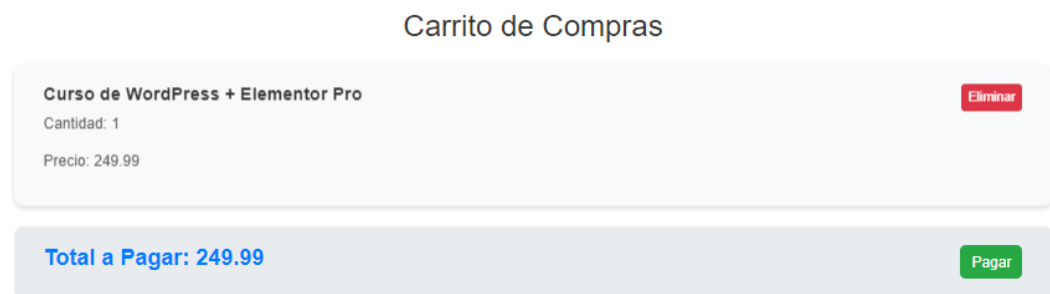 Carrito de Compras
Curso de WordPress + Elementor Pro
Eliminar
Cantidad: 1
Precio: 249.99
Total a Pagar: 249.99
Pagar